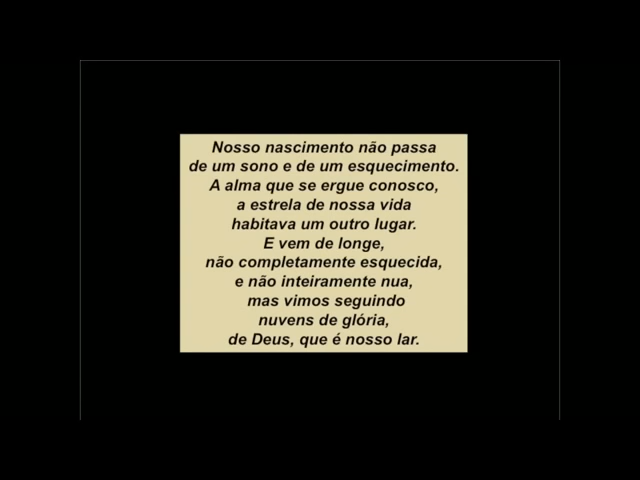 Nosso nascimento não passa
de um sono e de um esquecimento.
A alma que se ergue conosco,
a estrela de nossa vida
habitava um outro lugar.
E vem de longe,
não completamente esquecida,
e não inteiramente nua,
mas vimos seguindo
nuvens de glória,
de Deus, que é nosso lar.